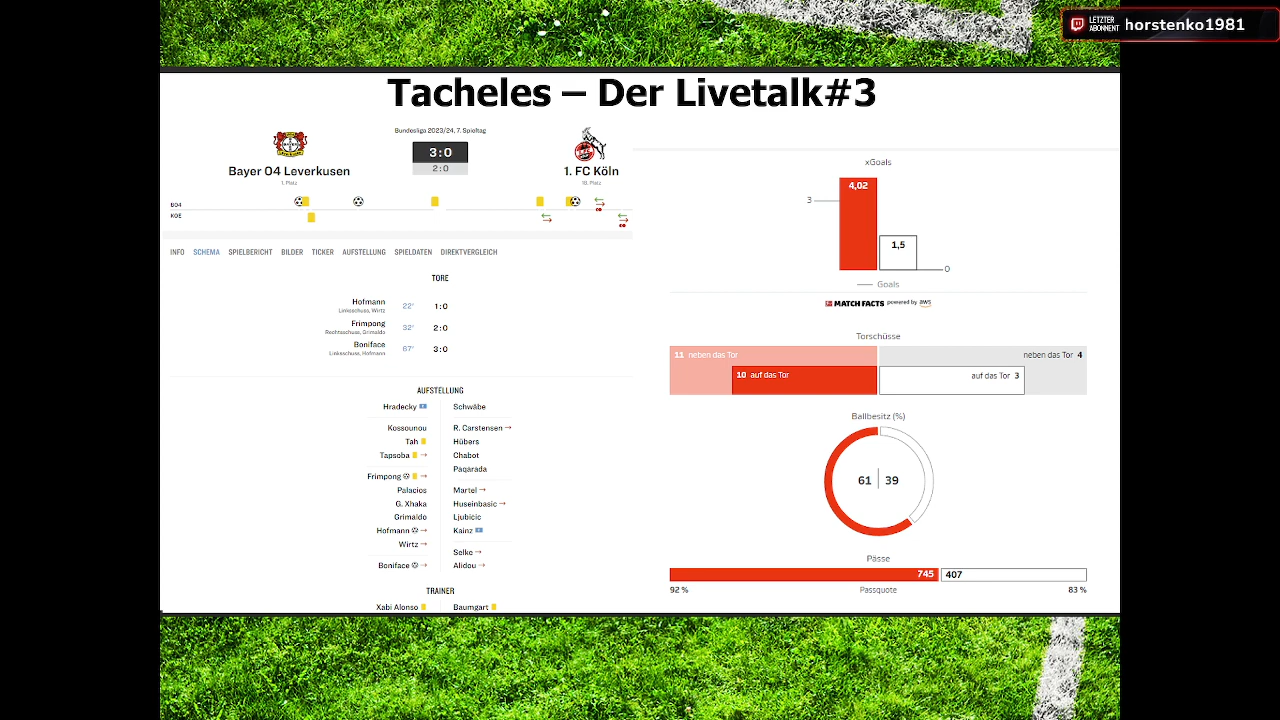 LETZTER
ABONNENT
horstenko1981
Tacheles – Der Livetalk#3
Bundesliga 2023/24, 7. Spieltag
Bayer 04 Leverkusen
1. Platz
3:0
2:0
1. FC Köln
10. Platz
B04
KOE
INFO SCHEMA SPIELBERICHT BILDER TICKER AUFSTELLUNG SPIELDATEN DIREKTVERGLEICH
TORE
Hofmann 22' 1:0
Linksschuss, Wirtz
Frimpong 32' 2:0
Rechtsschuss, Grimaldo
Boniface 67' 3:0
Linksschuss, Hofmann
AUFSTELLUNG
Hradecky Schwäbe
Kossounou R. Carstensen
Tah Hübers
Tapsoba Chabot
Paqarada
Frimpong
Palacios Martel
G. Xhaka Huseinbasic
Grimaldo Ljubicic
Hofmann Kainz
Wirtz
Selke
Boniface Alidou
TRAINER
Xabi Alonso Baumgart
xGoals
4,02
3
1,5
0
Goals
MATCH FACTS powered by aws
Torschüsse
11 neben das Tor
neben das Tor 4
10 auf das Tor
auf das Tor 3
Ballbesitz (%)
61 39
Pässe
745 407
92 % Passquote 83 %